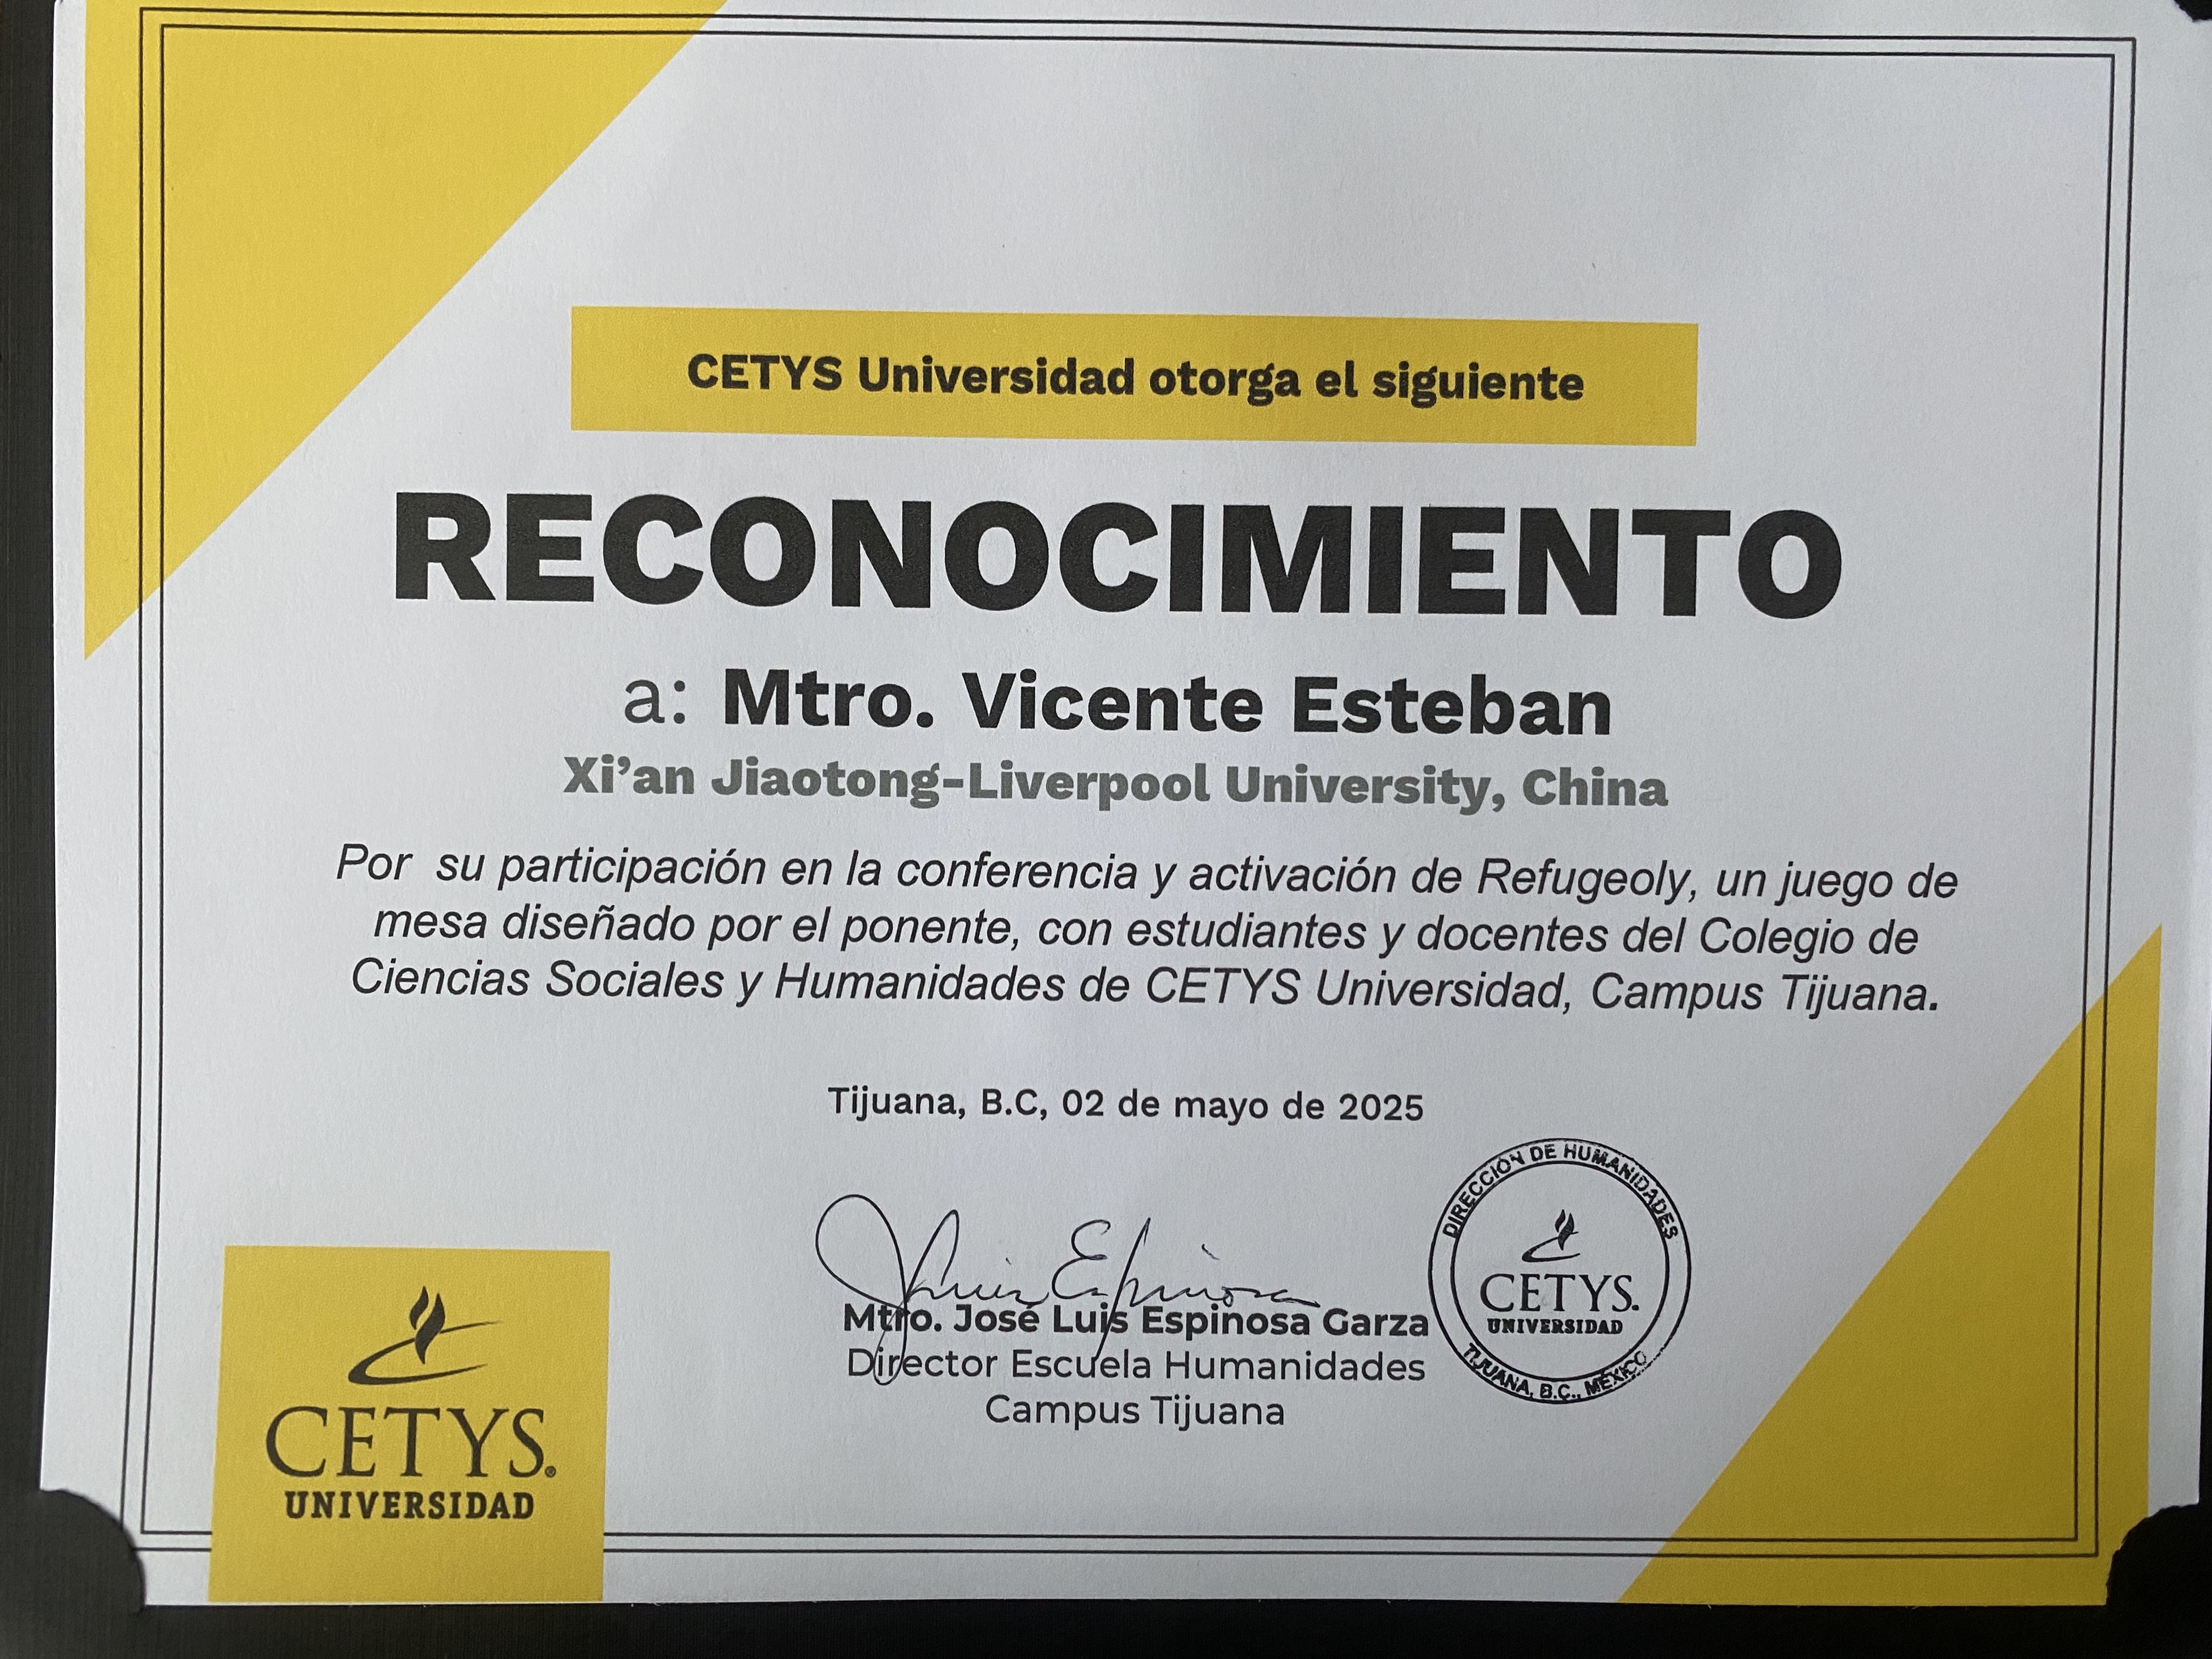 CETYS Universidad otorga el siguiente
RECONOCIMIENTO
a: Mtro. Vicente Esteban
Xi’an Jiaotong-Liverpool University, China
Por su participación en la conferencia y activación de Refugeoly, un juego de
mesa diseñado por el ponente, con estudiantes y docentes del Colegio de
Ciencias Sociales y Humanidades de CETYS Universidad, Campus Tijuana.
Tijuana, B.C, 02 de mayo de 2025
Luis Espinosa
Mtro. José Luis Espinosa Garza
Director Escuela Humanidades
Campus Tijuana
DIRECCIÓN DE HUMANIDADES
CETYS.
UNIVERSIDAD
TIJUANA, B.C., MÉXICO
CETYS.®
UNIVERSIDAD